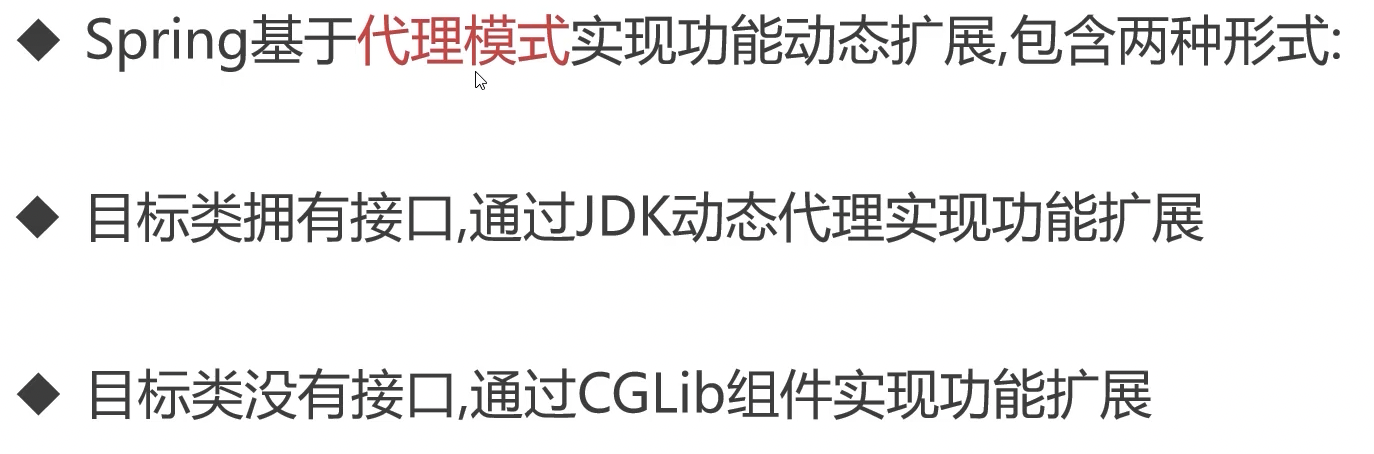 ◆ Spring基于代理模式实现功能动态扩展,包含两种形式:
◆ 目标类拥有接口,通过JDK动态代理实现功能扩展
◆ 目标类没有接口,通过CGLib组件实现功能扩展